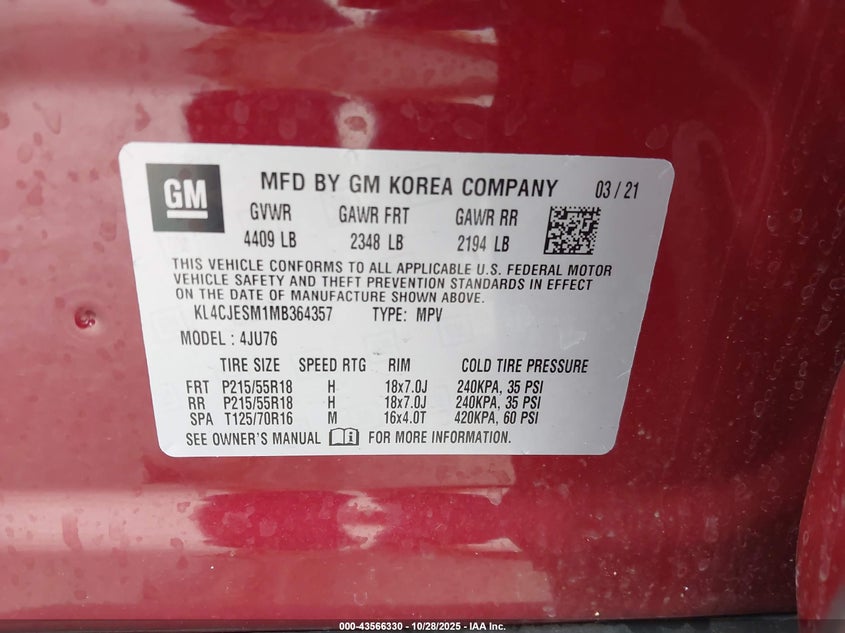 GM MFD BY GM KOREA COMPANY 03/21
GVWR GAWR FRT GAWR RR
4409 LB 2348 LB 2194 LB
THIS VEHICLE CONFORMS TO ALL APPLICABLE U.S. FEDERAL MOTOR
VEHICLE SAFETY AND THEFT PREVENTION STANDARDS IN EFFECT
ON THE DATE OF MANUFACTURE SHOWN ABOVE.
KL4CJESM1MB364357 TYPE: MPV
MODEL : 4JU76
TIRE SIZE SPEED RTG RIM COLD TIRE PRESSURE
FRT P215/55R18 H 18x7.0J 240KPA, 35 PSI
RR P215/55R18 H 18x7.0J 240KPA, 35 PSI
SPA T125/70R16 M 16x4.0T 420KPA, 60 PSI
SEE OWNER'S MANUAL FOR MORE INFORMATION.
000-43566330 - 10/28/2025 - IAA Inc.